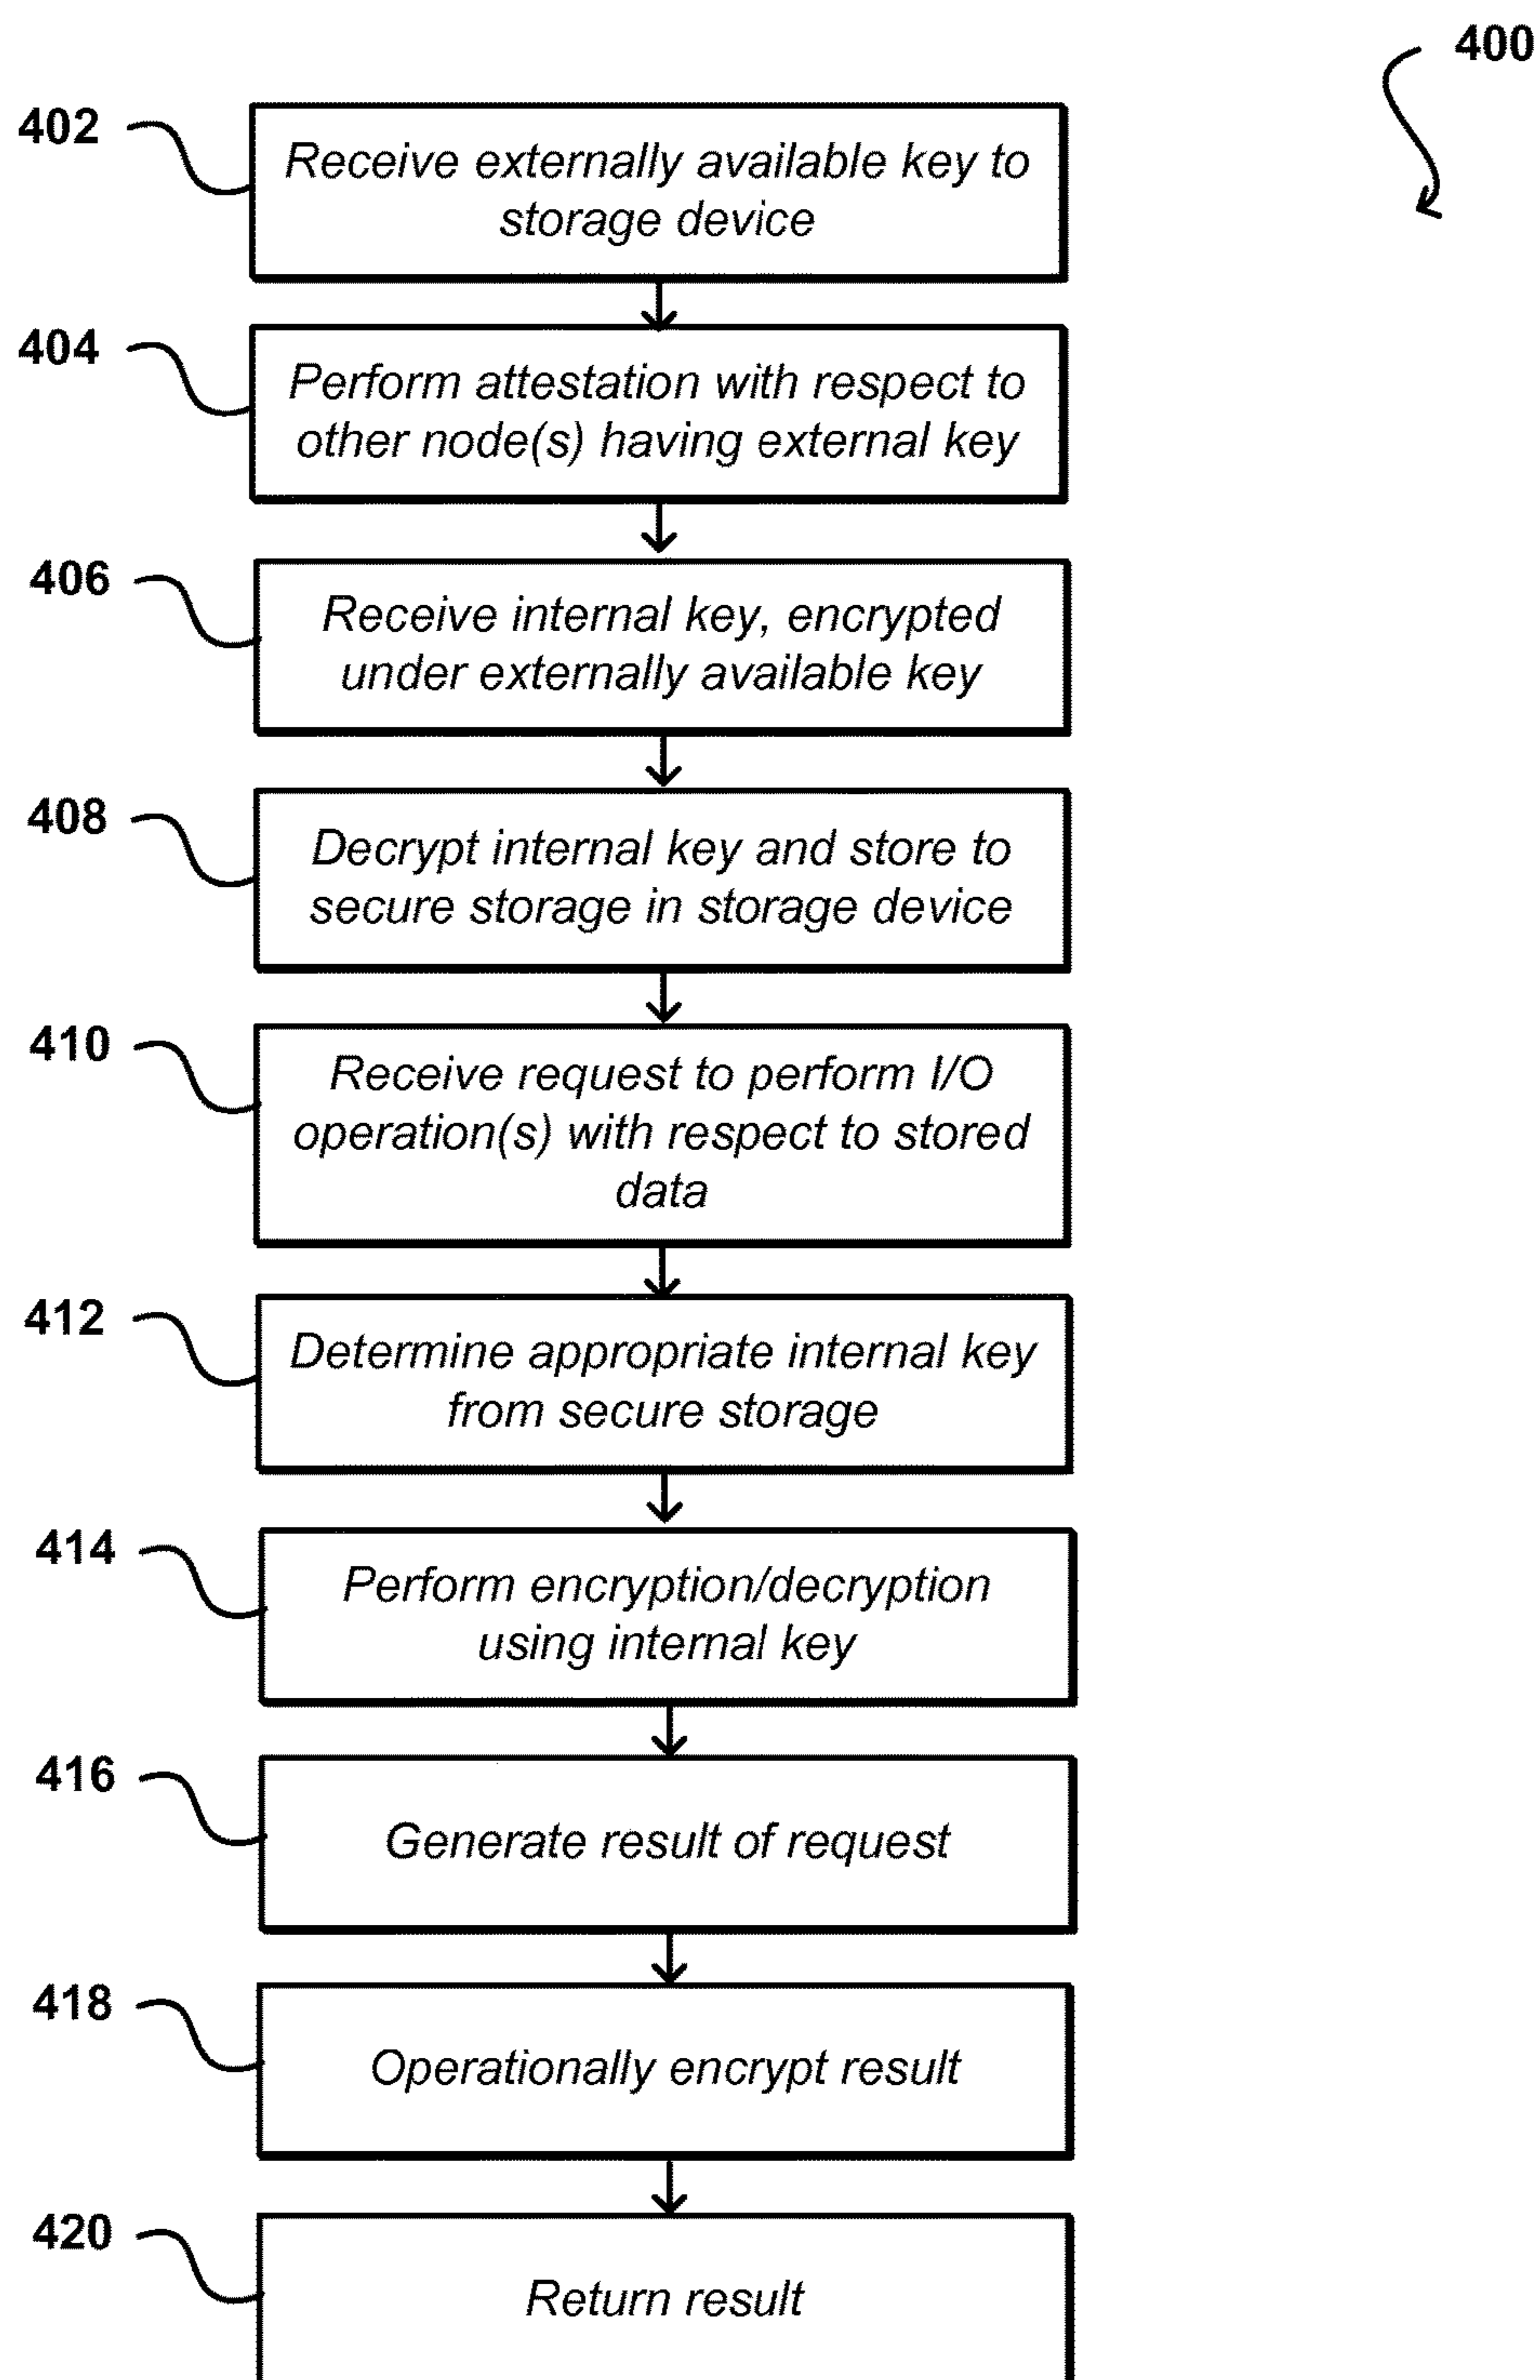 400
402
Receive externally available key to
storage device
404
Perform attestation with respect to
other node(s) having external key
406
Receive internal key, encrypted
under externally available key
408
Decrypt internal key and store to
secure storage in storage device
410
Receive request to perform I/O
operation(s) with respect to stored
data
412
Determine appropriate internal key
from secure storage
414
Perform encryption/decryption
using internal key
416
Generate result of request
418
Operationally encrypt result
420
Return result